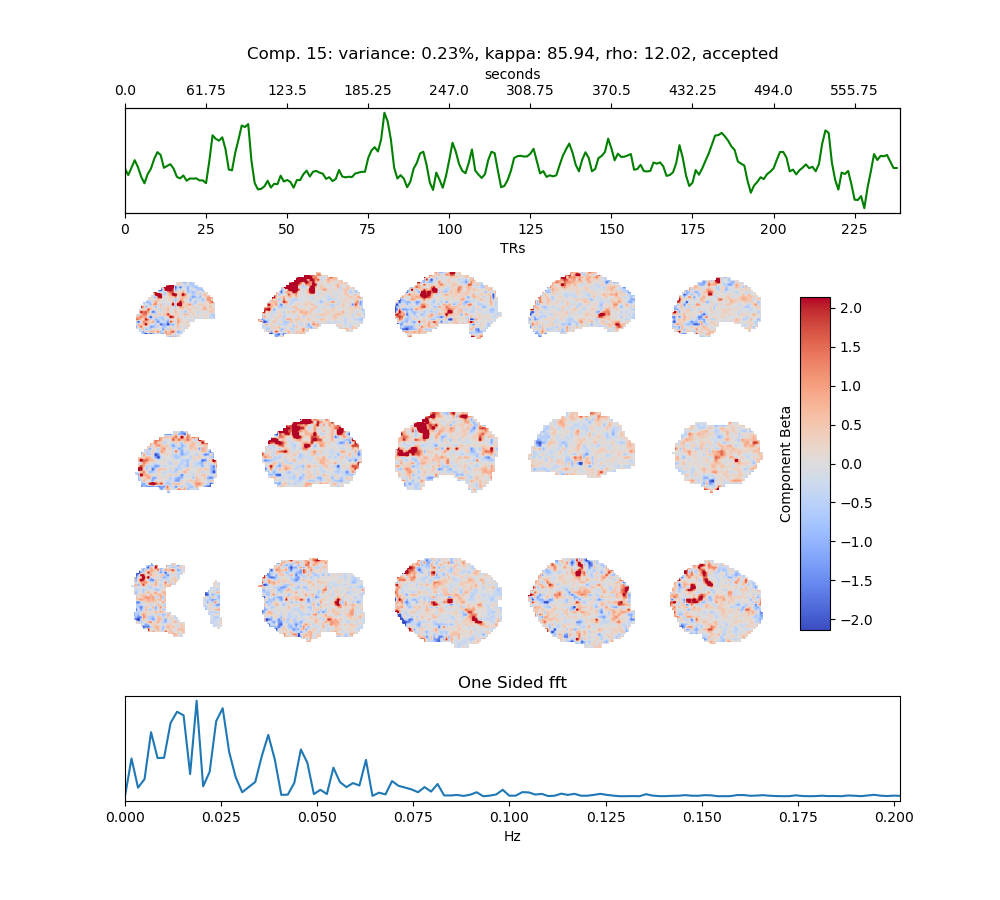 Comp. 15: variance: 0.23%, kappa: 85.94, rho: 12.02, accepted
seconds
0.0 61.75 123.5 185.25 247.0 308.75 370.5 432.25 494.0 555.75
0 25 50 75 100 125 150 175 200 225
TRs
2.0
1.5
1.0
0.5
0.0
−0.5
−1.0
−1.5
−2.0
Component Beta
One Sided fft
0.000 0.025 0.050 0.075 0.100 0.125 0.150 0.175 0.200
Hz